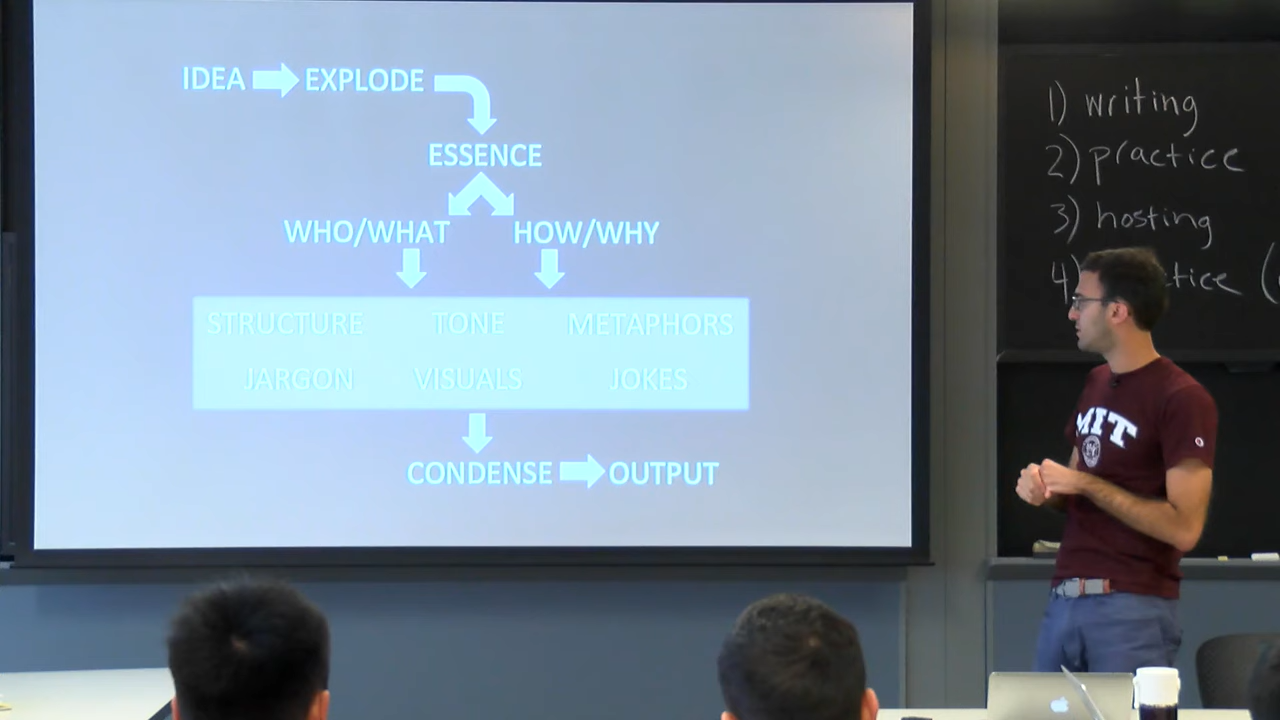 IDEA EXPLODE
ESSENCE
WHO/WHAT HOW/WHY
STRUCTURE TONE METAPHORS
JARGON VISUALS JOKES
CONDENSE OUTPUT
1) writing
2) practice
3) hosting
4)
MIT